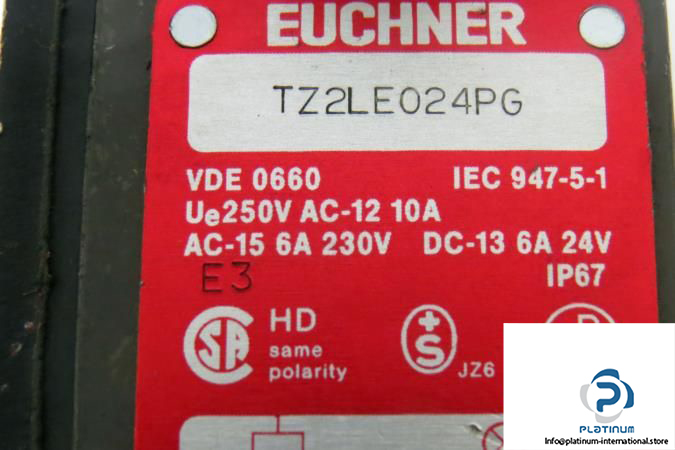 EUCHNER
TZ2LE024PG
VDE 0660 IEC 947-5-1
Ue250V AC-12 10A
AC-15 6A 230V DC-13 6A 24V
E3 IP67
HD
same
polarity
JZ6
PLATINUM
info@platinum-international.store